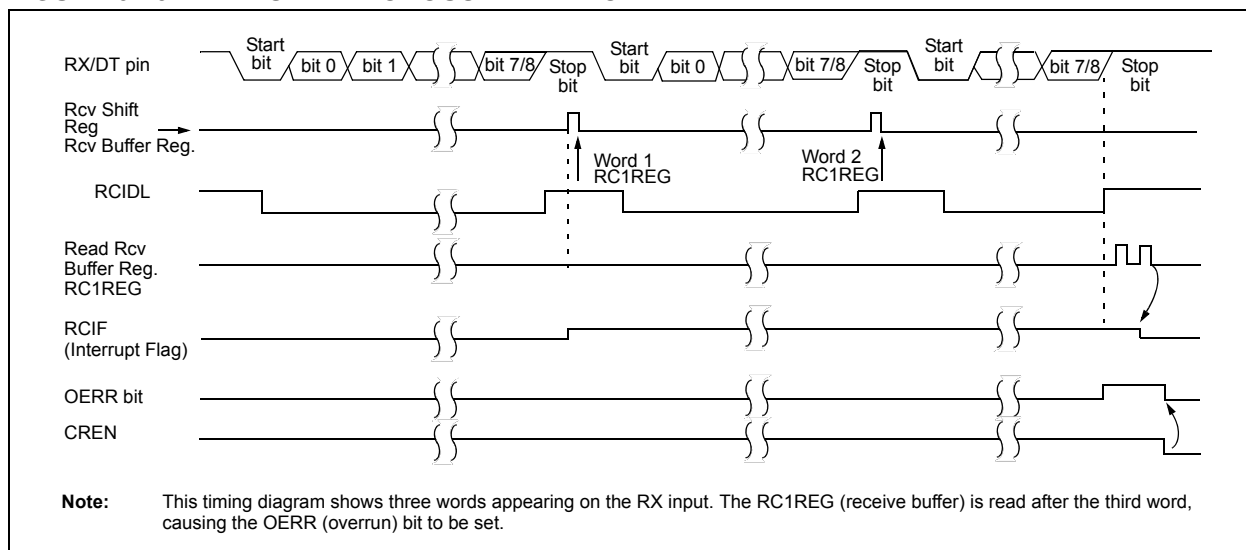 RX/DT pin
Start
bit
bit 0
bit 1
bit 7/8
Stop
bit
Start
bit
bit 0
bit 7/8
Stop
bit
Start
bit
bit 7/8
Stop
bit
Rcv Shift
Reg
Rcv Buffer Reg.
Word 1
RC1REG
Word 2
RC1REG
RCIDL
Read Rcv
Buffer Reg.
RC1REG
RCIF
(Interrupt Flag)
OERR bit
CREN
Note: This timing diagram shows three words appearing on the RX input. The RC1REG (receive buffer) is read after the third word,
causing the OERR (overrun) bit to be set.